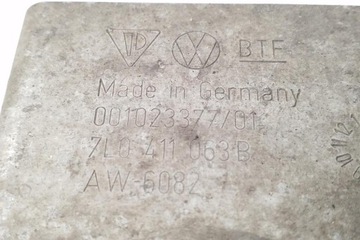 BTF
Made in Germany
001023377/01
7L0 411 063 B
AW-6082